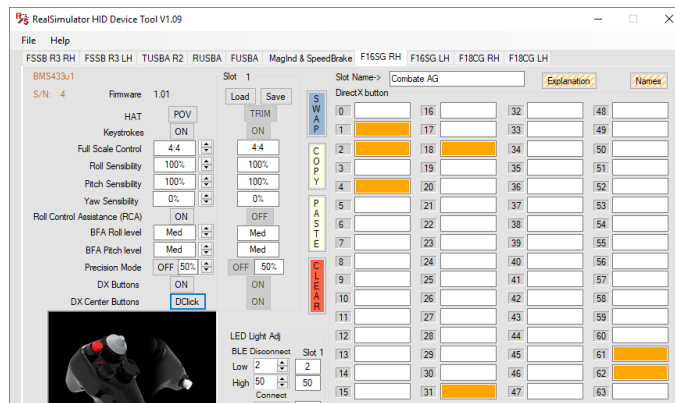 RealSimulator HID Device Tool V1.09
File Help
FSSB R3 RH FSSB R3 LH TUSBA R2 RUSBA FUSBA MagInd & SpeedBrake F16SG RH F16SG LH F18CG RH F18CG LH
BMS433u1 Slot 1 Slot Name-> Combate AG Explanation Names
S/N: 4 Firmware 1.01 Load Save SWAP DirectX button
HAT POV TRIM 0 16 32 48
Keystrokes ON ON 1 17 33 49
Full Scale Control 4:4 4:4 COPY 2 18 34 50
Roll Sensibility 100% 100% 3 19 35 51
Pitch Sensibility 100% 100% 4 20 36 52
Yaw Sensibility 0% 0% PASTE 5 21 37 53
Roll Control Assistance (RCA) ON OFF 6 22 38 54
BFA Roll level Med Med 7 23 39 55
BFA Pitch level Med Med 8 24 40 56
Precision Mode OFF 50% OFF 50% CLEAR 9 25 41 57
DX Buttons ON ON 10 26 42 58
DX Center Buttons DClick ON 11 27 43 59
LED Light Adj 12 28 44 60
BLE Disconnect Slot 1 13 29 45 61
Low 2 2 14 30 46 62
High 50 50 15 31 47 63
Connect